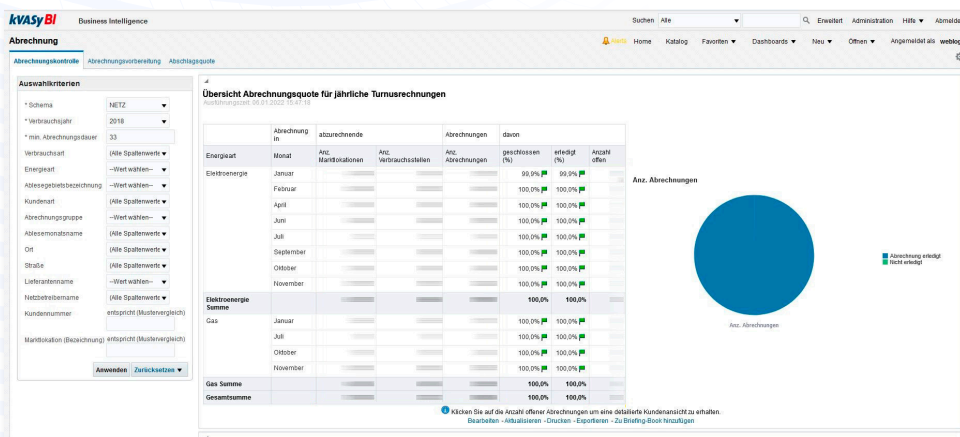 kVASy BI Business Intelligence Suchen Alle Erweitert Administration Hilfe Abmelde
Abrechnung Home Katalog Favoriten Dashboards Neu Öffnen Angemeldet als weblog
Abrechnungskontrolle Abrechnungsvorbereitung Abschlagsquote
Auswahlkriterien
* Schema NETZ
* Verbrauchsjahr 2018
* min. Abrechnungsdauer 33
Verbrauchsart (Alle Spaltenwerte
Energieart --Wert wählen--
Ablesegebietsbezeichnung --Wert wählen--
Kundenart (Alle Spaltenwerte
Abrechnungsgruppe --Wert wählen--
Ablesemonatsname (Alle Spaltenwerte
Ort (Alle Spaltenwerte
Straße (Alle Spaltenwerte
Lieferantenname --Wert wählen--
Netzbetreibername (Alle Spaltenwerte
Kundennummer entspricht (Mustervergleich)
Marktlokation (Bezeichnung) entspricht (Mustervergleich)
Anwenden Zurücksetzen
Übersicht Abrechnungsquote für jährliche Turnusrechnungen
Ausführungszeit 06.01.2022 15:47:18
Abrechnung in abzurechnende Abrechnungen davon
Energieart Monat Anz. Marktlokationen Anz. Verbrauchsstellen Anz. Abrechnungen geschlossen (%) erledigt (%) Anzahl offen
Elektroenergie Januar 99,9% 99,9%
Februar 100,0% 100,0%
April 100,0% 100,0%
Juni 100,0% 100,0%
Juli 100,0% 100,0%
September 100,0% 100,0%
Oktober 100,0% 100,0%
November 100,0% 100,0%
Elektroenergie Summe 100,0% 100,0%
Gas Januar 100,0% 100,0%
Juli 100,0% 100,0%
Oktober 100,0% 100,0%
November 100,0% 100,0%
Gas Summe 100,0% 100,0%
Gesamtsumme 100,0% 100,0%
Anz. Abrechnungen
Abrechnung erledigt
Nicht erledigt
Anz. Abrechnungen
Klicken Sie auf die Anzahl offener Abrechnungen um eine detailierte Kundenansicht zu erhalten.
Bearbeiten - Aktualisieren - Drucken - Exportieren - Zu Briefing-Book hinzufügen